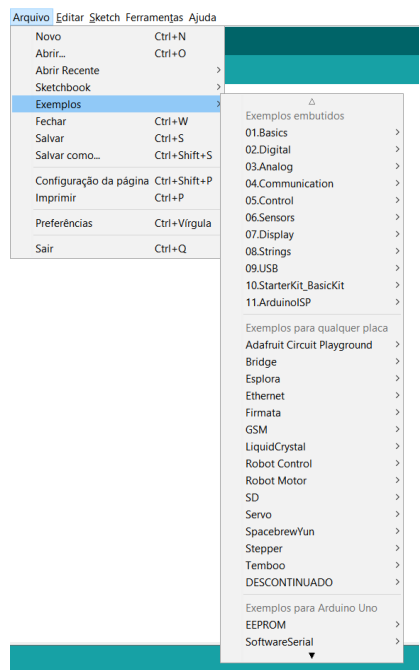 Arquivo Editar Sketch Ferramentas Ajuda
Novo Ctrl+N
Abrir... Ctrl+O
Abrir Recente
Sketchbook
Exemplos
Fechar Ctrl+W
Salvar Ctrl+S
Salvar como... Ctrl+Shift+S
Configuração da página Ctrl+Shift+P
Imprimir Ctrl+P
Preferências Ctrl+Vírgula
Sair Ctrl+Q
Exemplos embutidos
01.Basics
02.Digital
03.Analog
04.Communication
05.Control
06.Sensors
07.Display
08.Strings
09.USB
10.StarterKit_BasicKit
11.ArduinoISP
Exemplos para qualquer placa
Adafruit Circuit Playground
Bridge
Esplora
Ethernet
Firmata
GSM
LiquidCrystal
Robot Control
Robot Motor
SD
Servo
SpacebrewYun
Stepper
Temboo
DESCONTINUADO
Exemplos para Arduino Uno
EEPROM
SoftwareSerial